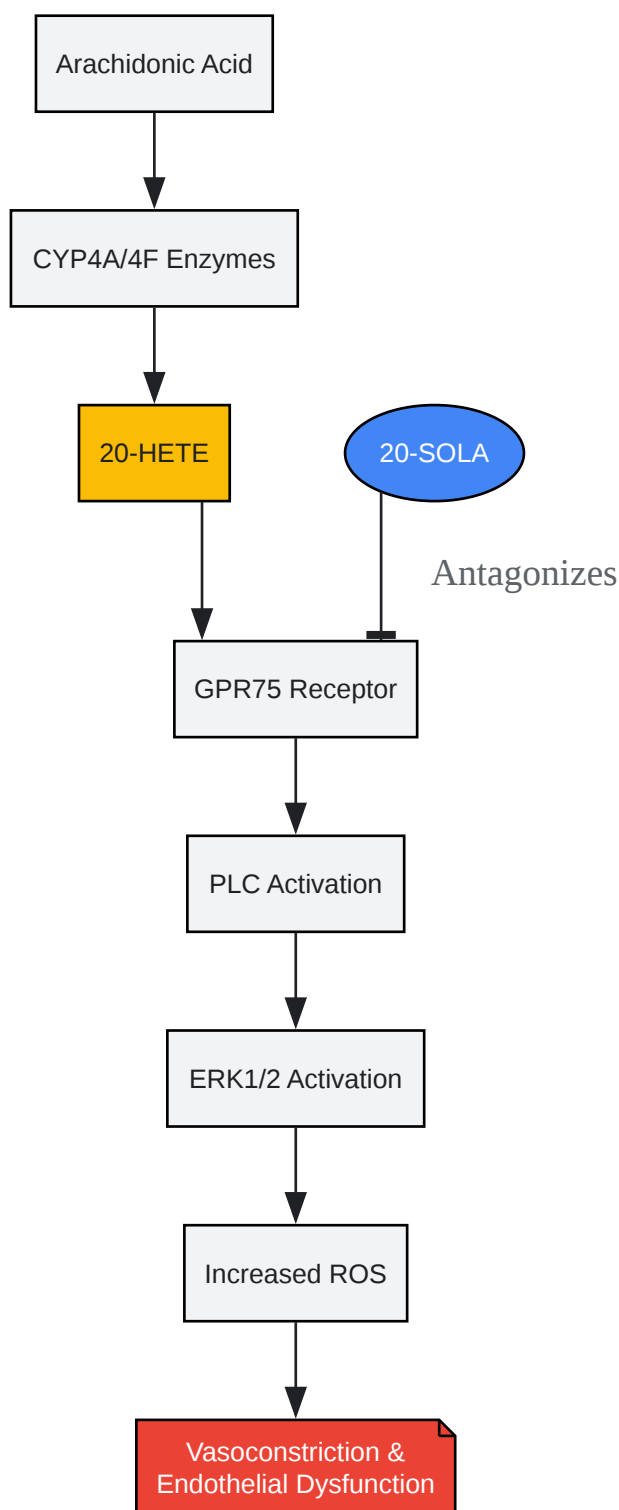 Arachidonic Acid
CYP4A/4F Enzymes
20-HETE
20-SOLA
Antagonizes
GPR75 Receptor
PLC Activation
ERK1/2 Activation
Increased ROS
Vasoconstriction &
Endothelial Dysfunction